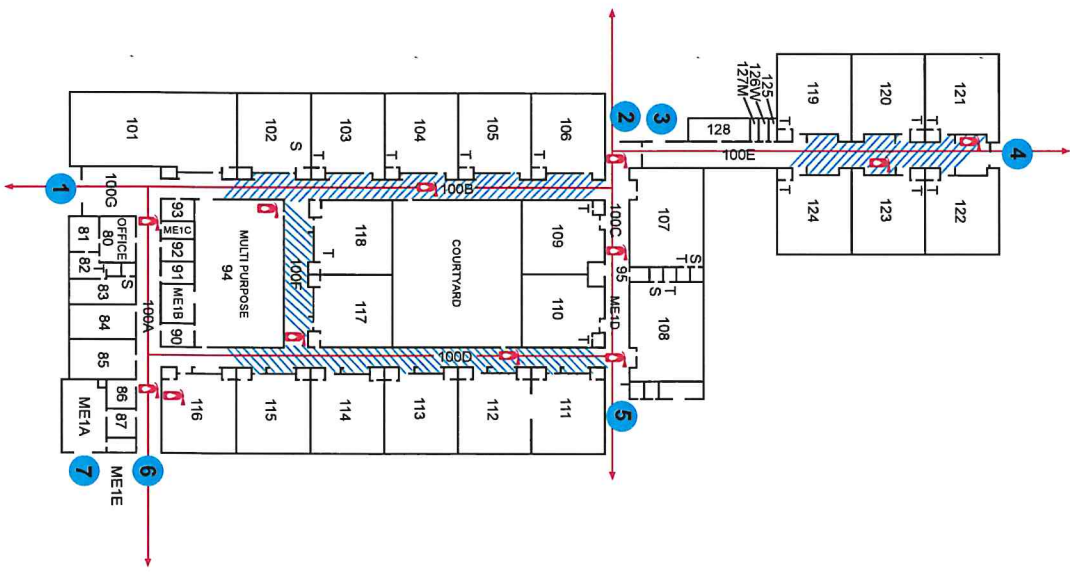 101
102
S
103
T
104
105
T
106
T
2
3
127M
126W
125
128
119
T
120
121
T
T
100E
4
124
T
123
122
T
T
1
100G
100B
100C
107
S
T
93
ME1C
92
91
ME1B
90
MULTI PURPOSE
94
100F
118
T
117
COURTYARD
109
T
110
T
95
ME1D
S
T
108
T
OFFICE
80
81
82
T
S
83
84
85
100A
100D
86
87
ME1A
116
115
114
113
112
111
5
6
7
ME1E